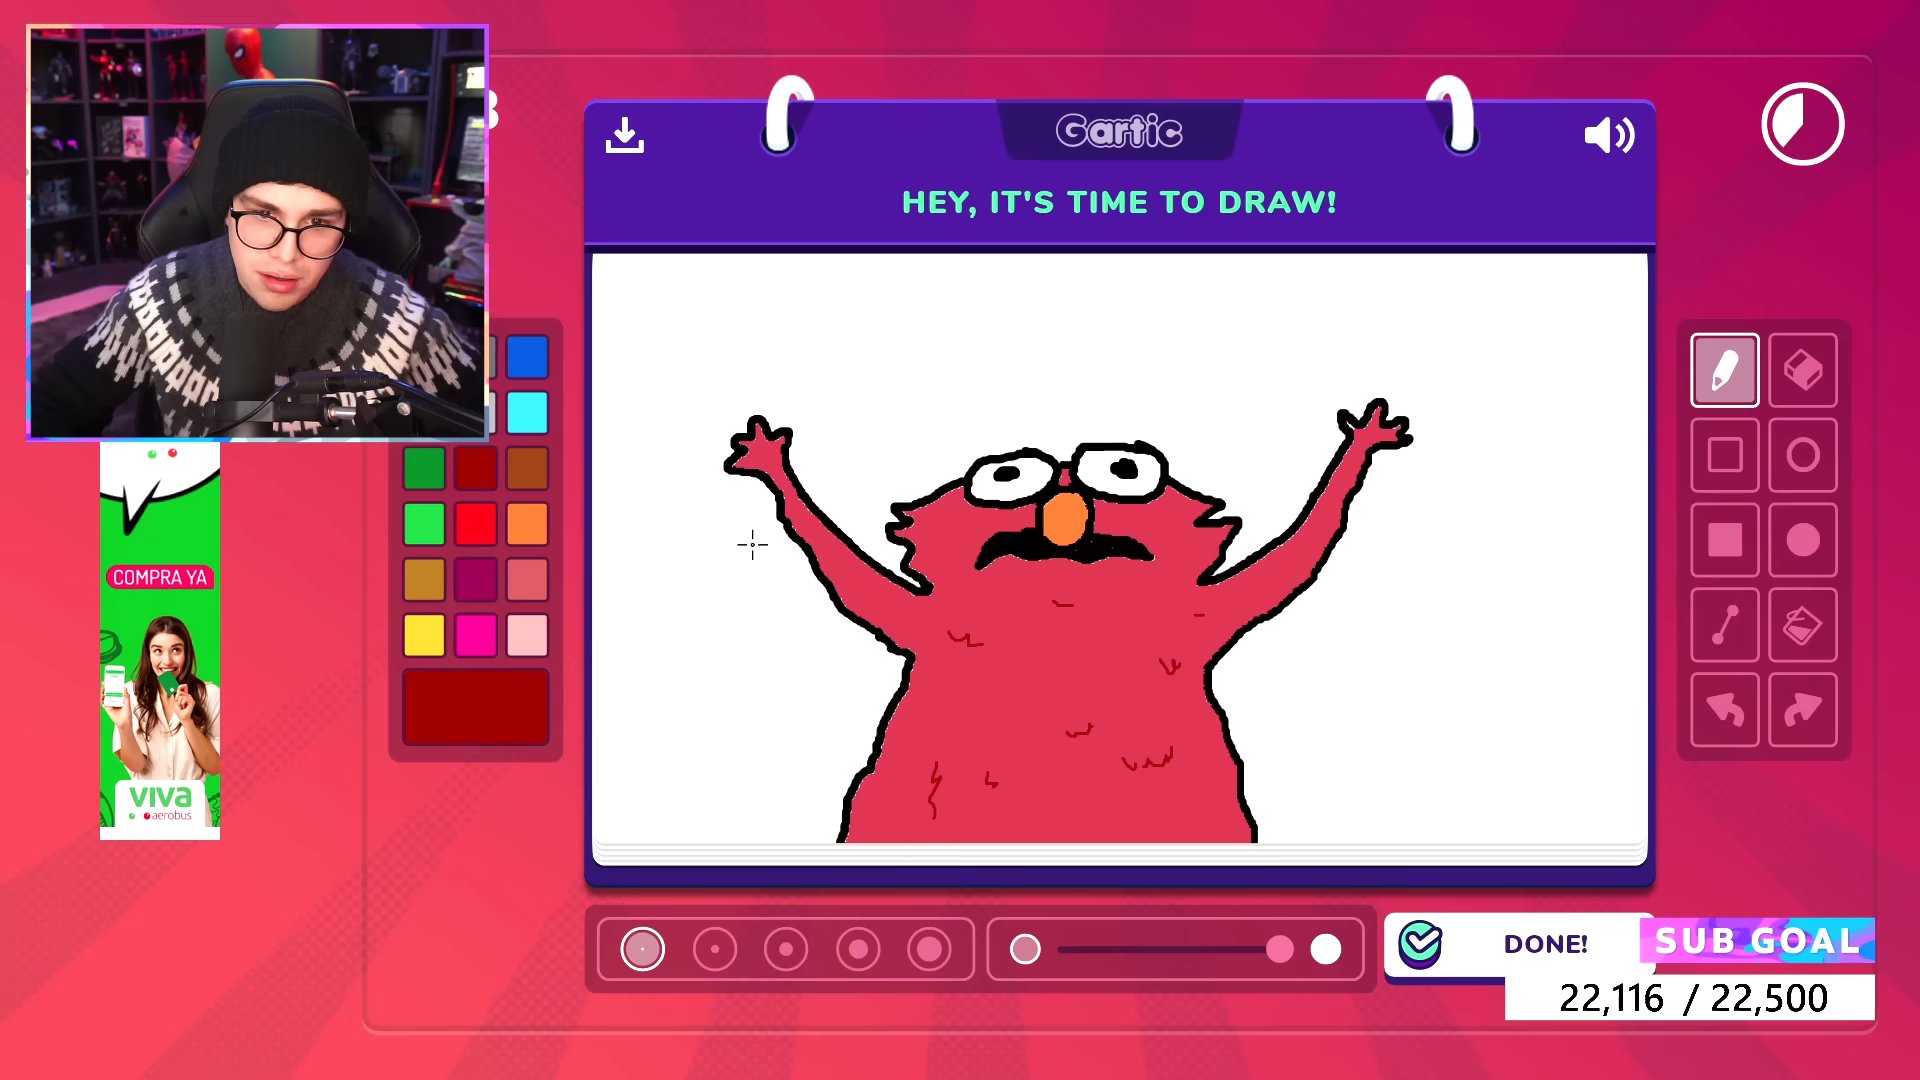 Gartic
HEY, IT'S TIME TO DRAW!
COMPRA YA
viva
aerobus
DONE!
SUB GOAL
22,116 / 22,500